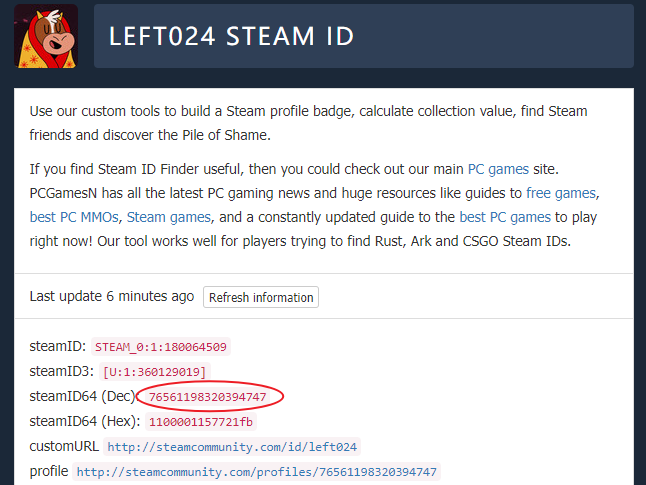 LEFT024 STEAM ID
Use our custom tools to build a Steam profile badge, calculate collection value, find Steam
friends and discover the Pile of Shame.
If you find Steam ID Finder useful, then you could check out our main PC games site.
PCGamesN has all the latest PC gaming news and huge resources like guides to free games,
best PC MMOs, Steam games, and a constantly updated guide to the best PC games to play
right now! Our tool works well for players trying to find Rust, Ark and CSGO Steam IDs.
Last update 6 minutes ago Refresh information
steamID: STEAM_0:1:180064509
steamID3: [U:1:360129019]
steamID64 (Dec) 76561198320394747
steamID64 (Hex): 1100001157721fb
customURL http://steamcommunity.com/id/left024
profile http://steamcommunity.com/profiles/76561198320394747